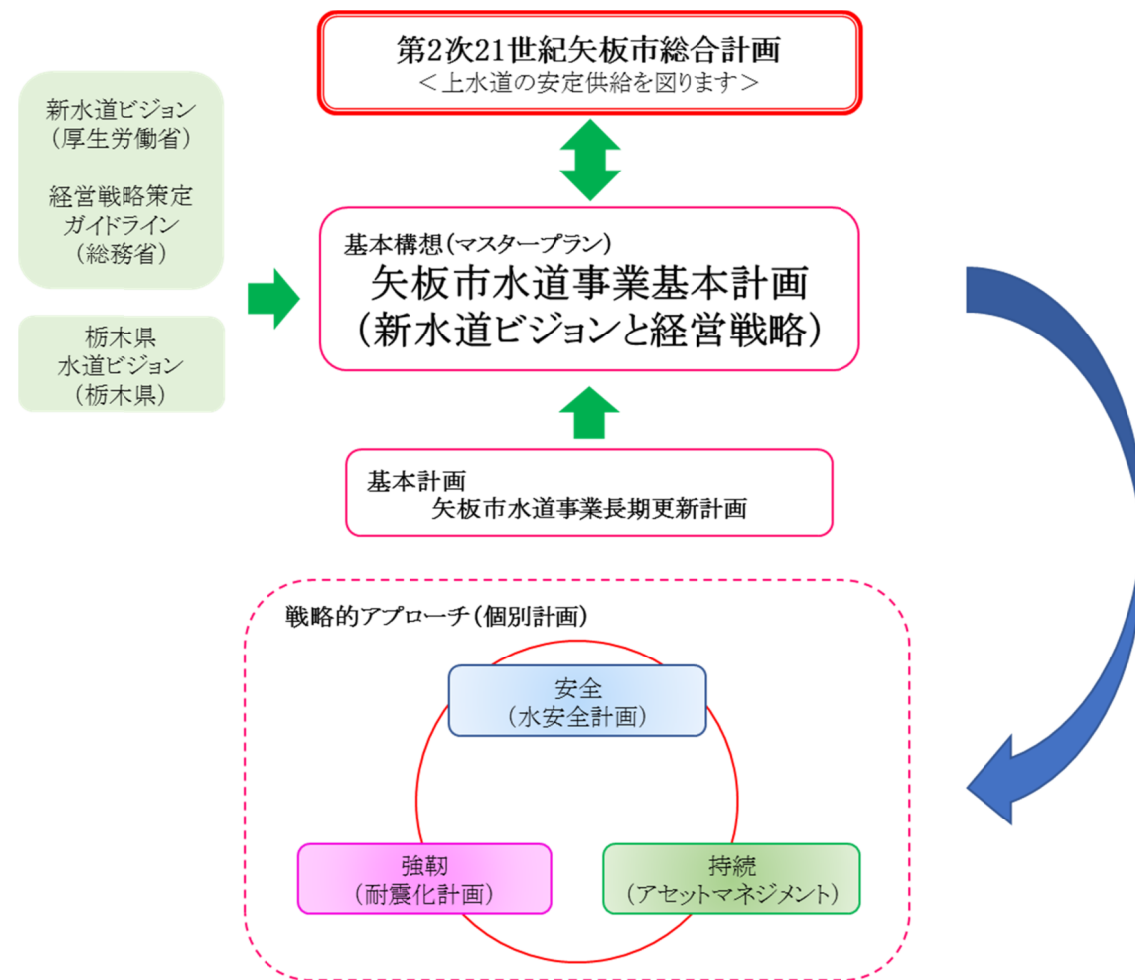 第2次21世紀矢板市総合計画
＜上水道の安定供給を図ります＞
新水道ビジョン
(厚生労働省)
経営戦略策定
ガイドライン
(総務省)
栃木県
水道ビジョン
(栃木県)
基本構想(マスタープラン)
矢板市水道事業基本計画
(新水道ビジョンと経営戦略)
基本計画
矢板市水道事業長期更新計画
戦略的アプローチ(個別計画)
安全
(水安全計画)
強靭
(耐震化計画)
持続
(アセットマネジメント)